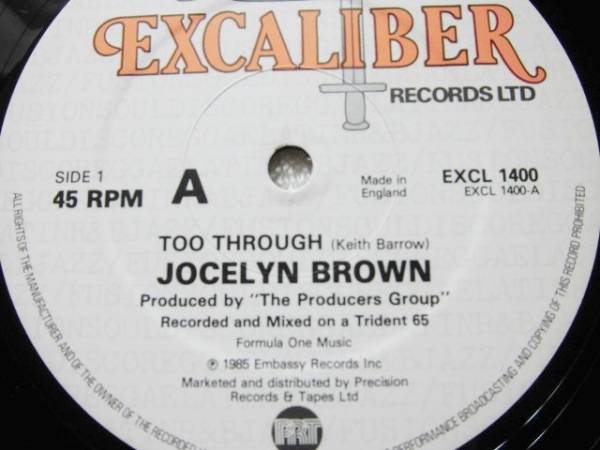 EXCALIBER
RECORDS LTD
SIDE 1
45 RPM
A
Made in
England
EXCL 1400
EXCL 1400-A
TOO THROUGH (Keith Barrow)
JOCELYN BROWN
Produced by "The Producers Group"
Recorded and Mixed on a Trident 65
Formula One Music
℗ 1985 Embassy Records Inc
Marketed and distributed by Precision
Records & Tapes Ltd
PRT
ALL RIGHTS OF THE MANUFACTURER AND OF THE OWNER OF THE RECORDED
PERFORMANCE BROADCASTING AND COPYING OF THIS RECORD PROHIBITED